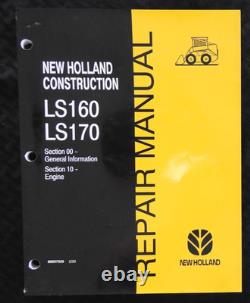 NEW HOLLAND
CONSTRUCTION
LS160
LS170
Section 00 -
General Information
Section 10 -
Engine
REPAIR MANUAL
NEW HOLLAND